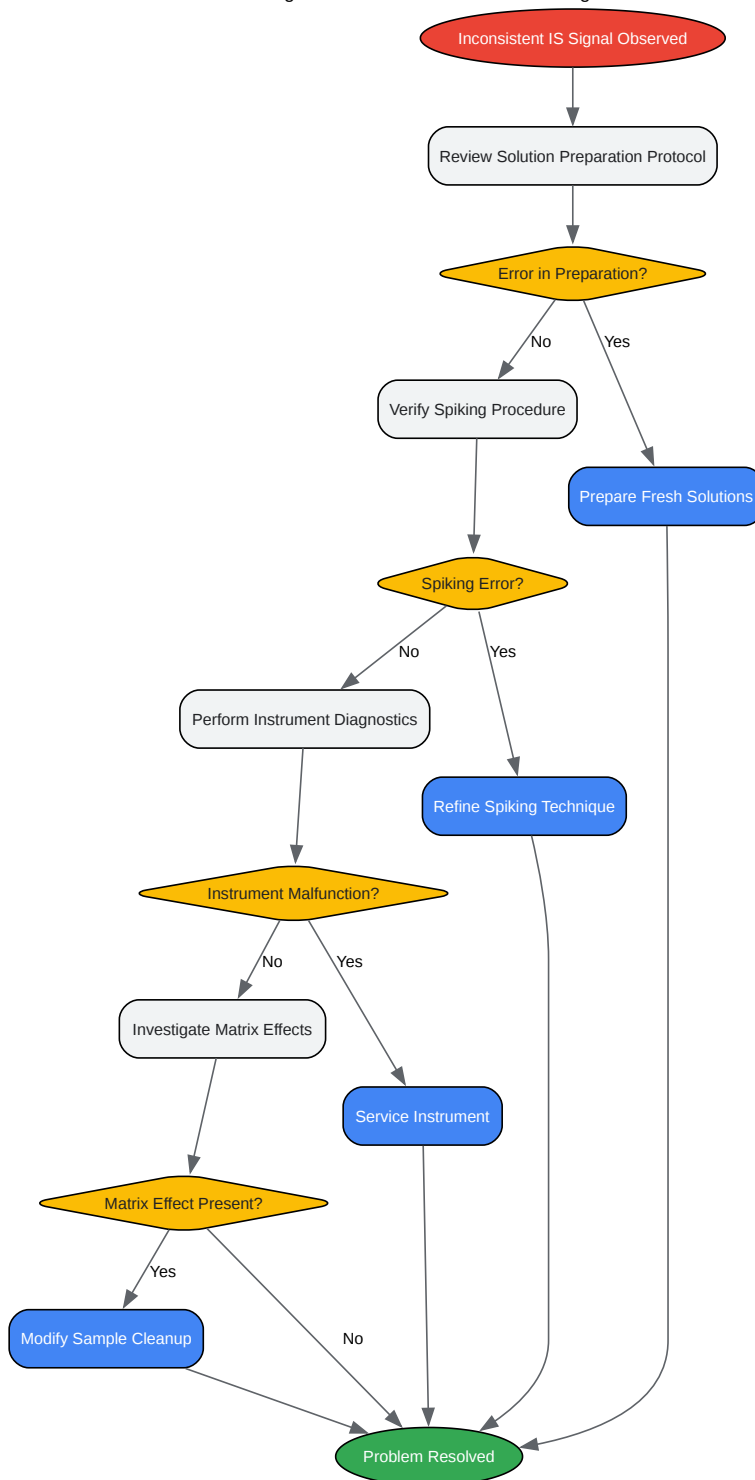 Inconsistent IS Signal Observed
Review Solution Preparation Protocol
Error in Preparation?
No
Yes
Verify Spiking Procedure
Prepare Fresh Solutions
Spiking Error?
No
Yes
Perform Instrument Diagnostics
Refine Spiking Technique
Instrument Malfunction?
No
Yes
Investigate Matrix Effects
Service Instrument
Matrix Effect Present?
Yes
Modify Sample Cleanup
No
Problem Resolved